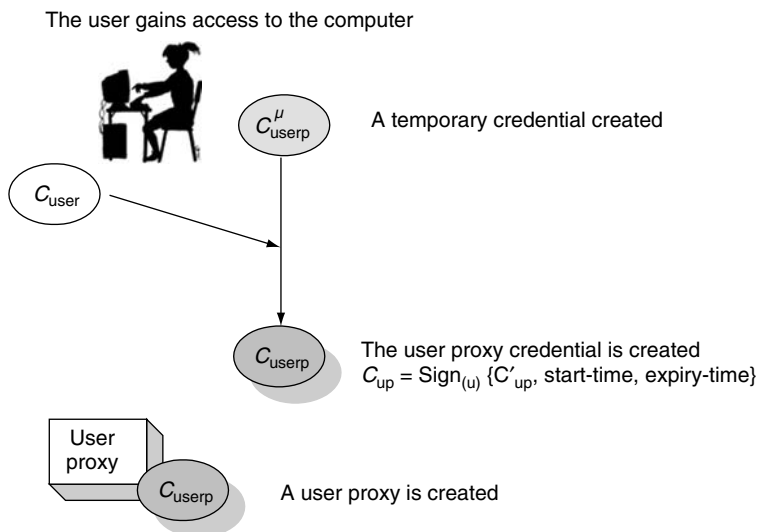 The user gains access to the computer
C^μ_userp
A temporary credential created
C_user
C_userp
The user proxy credential is created
C_up = Sign_(u) {C′_up, start-time, expiry-time}
User
proxy
C_userp
A user proxy is created